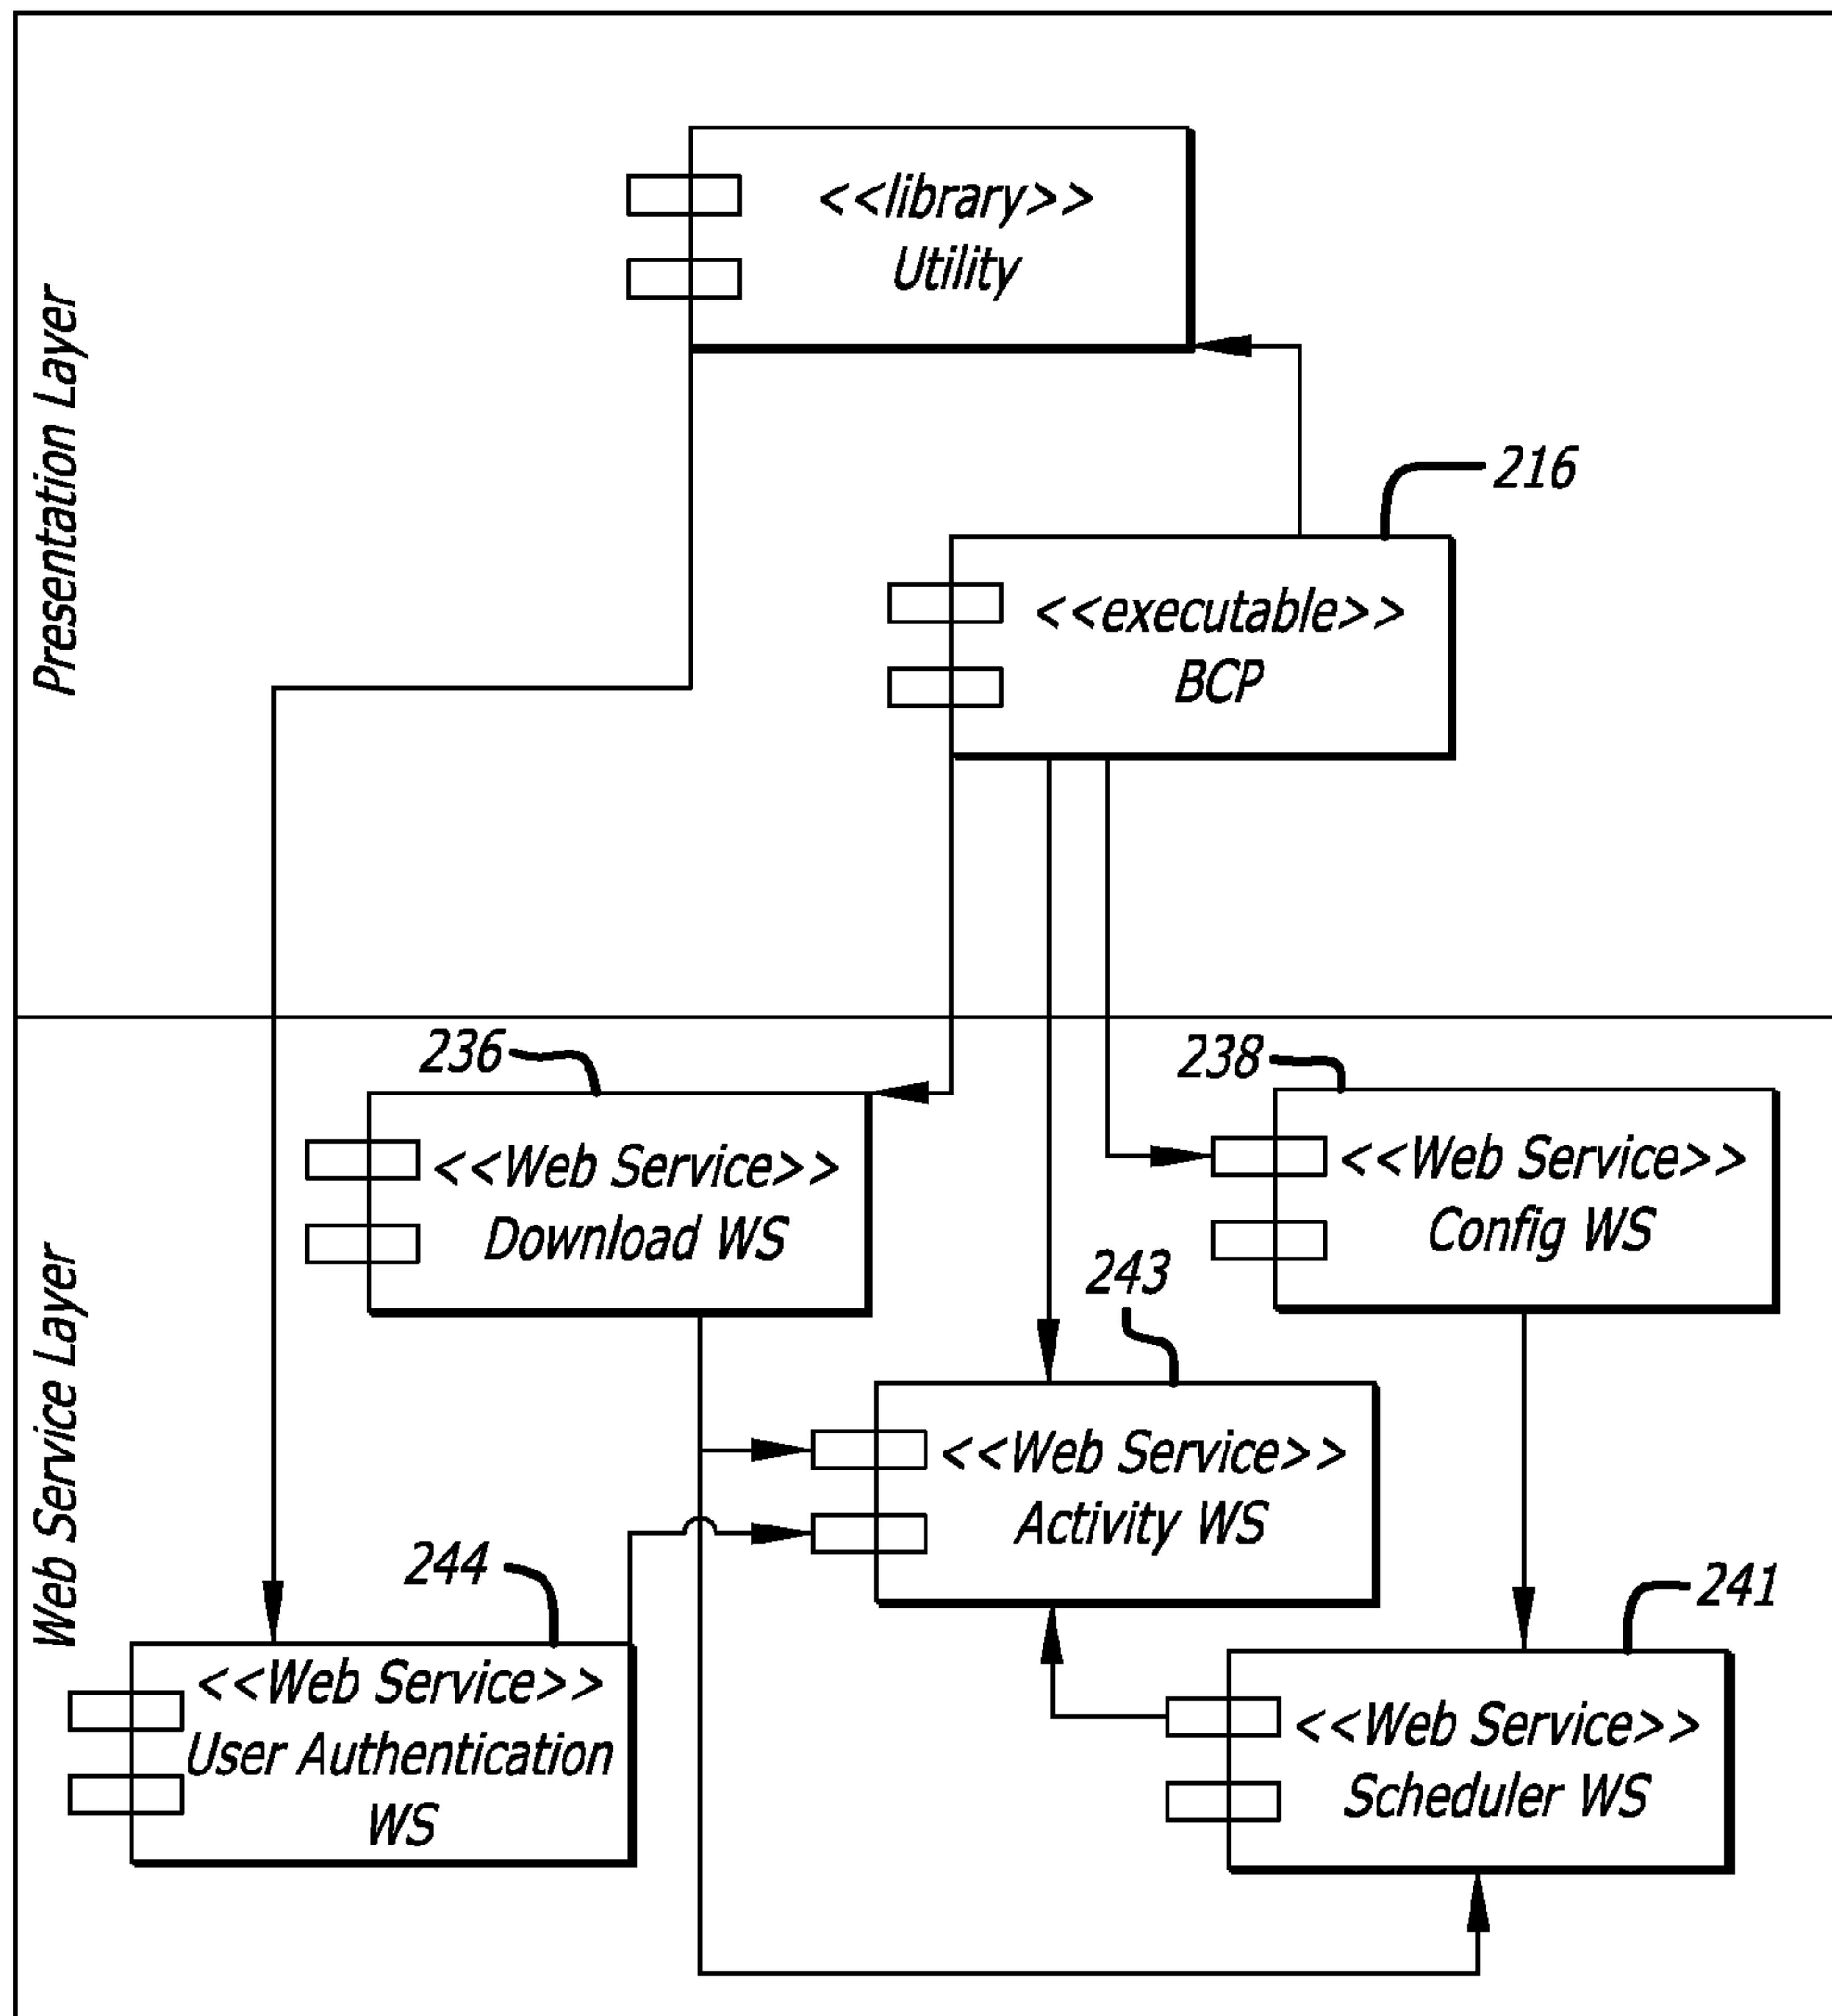 Presentation Layer
<<library>>
Utility
216
<<executable>>
BCP
Web Service Layer
236
<<Web Service>>
Download WS
238
<<Web Service>>
Config WS
243
<<Web Service>>
Activity WS
244
<<Web Service>>
User Authentication
WS
241
<<Web Service>>
Scheduler WS